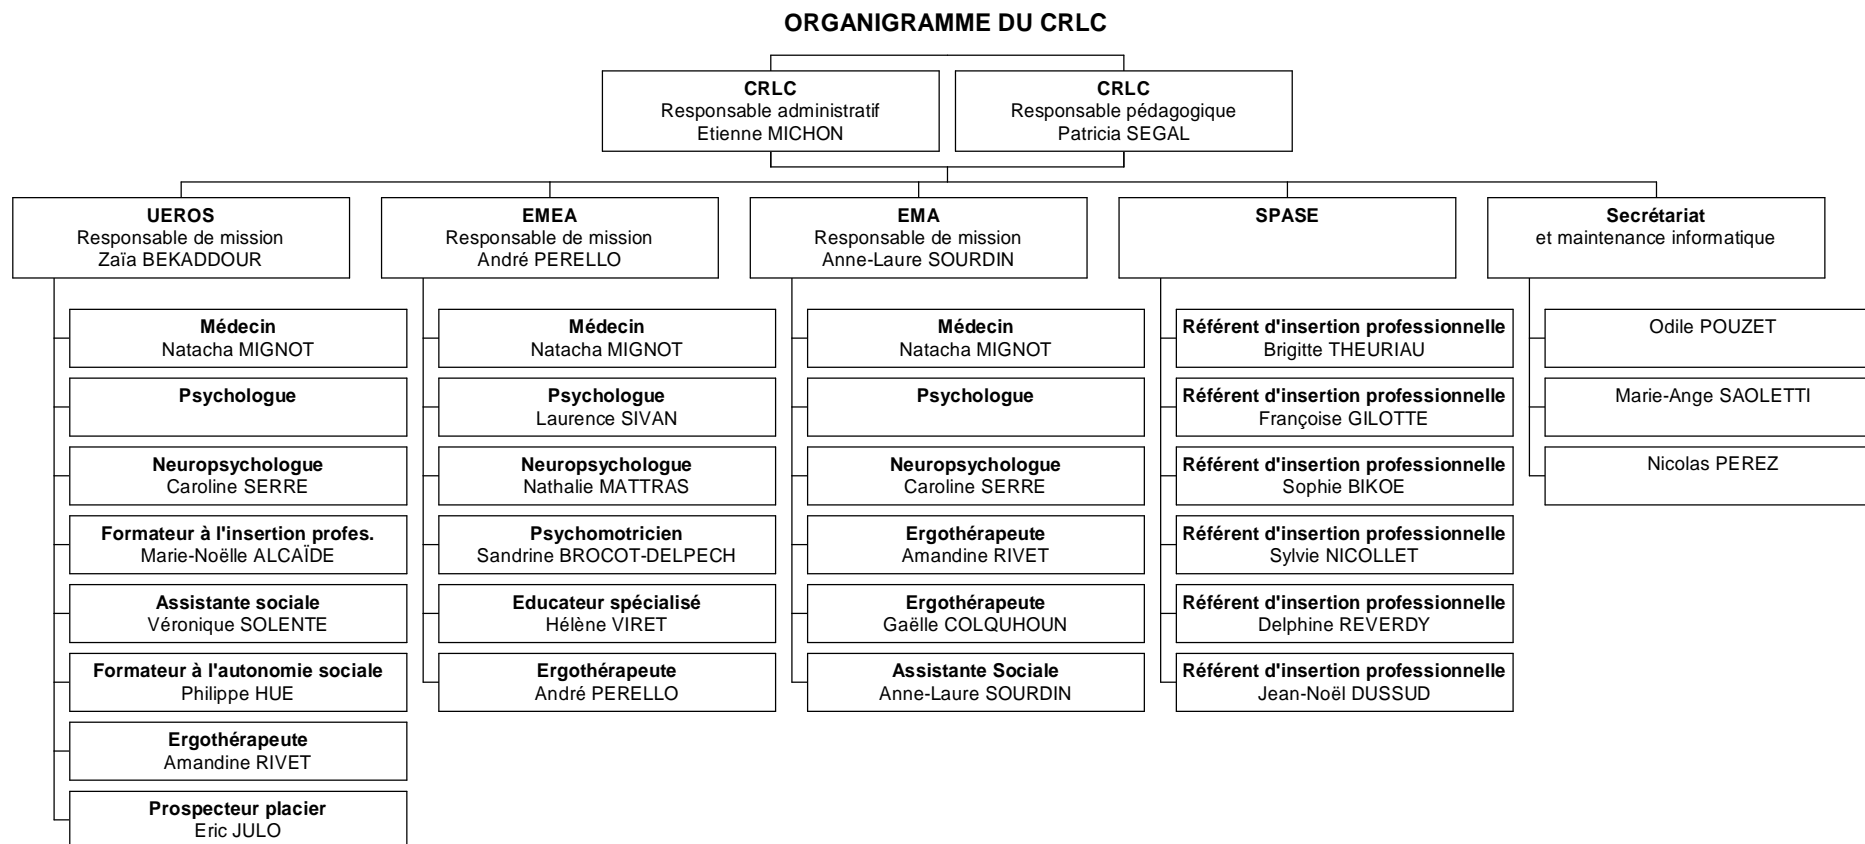 ORGANIGRAMME DU CRLC
CRLC
Responsable administratif
Etienne MICHON
CRLC
Responsable pédagogique
Patricia SEGAL
UEROS
Responsable de mission
Zaïa BEKADDOUR
EMEA
Responsable de mission
André PERELLO
EMA
Responsable de mission
Anne-Laure SOURDIN
SPASE
Secrétariat
et maintenance informatique
Médecin
Natacha MIGNOT
Psychologue
Neuropsychologue
Caroline SERRE
Formateur à l'insertion profes.
Marie-Noëlle ALCAÏDE
Assistante sociale
Véronique SOLENTE
Formateur à l'autonomie sociale
Philippe HUE
Ergothérapeute
Amandine RIVET
Prospecteur placier
Eric JULO
Médecin
Natacha MIGNOT
Psychologue
Laurence SIVAN
Neuropsychologue
Nathalie MATTRAS
Psychomotricien
Sandrine BROCOT-DELPECH
Educateur spécialisé
Hélène VIRET
Ergothérapeute
André PERELLO
Médecin
Natacha MIGNOT
Psychologue
Neuropsychologue
Caroline SERRE
Ergothérapeute
Amandine RIVET
Ergothérapeute
Gaëlle COLQUHOUN
Assistante Sociale
Anne-Laure SOURDIN
Référent d'insertion professionnelle
Brigitte THEURIAU
Référent d'insertion professionnelle
Françoise GILOTTE
Référent d'insertion professionnelle
Sophie BIKOE
Référent d'insertion professionnelle
Sylvie NICOLLET
Référent d'insertion professionnelle
Delphine REVERDY
Référent d'insertion professionnelle
Jean-Noël DUSSUD
Odile POUZET
Marie-Ange SAOLETTI
Nicolas PEREZ